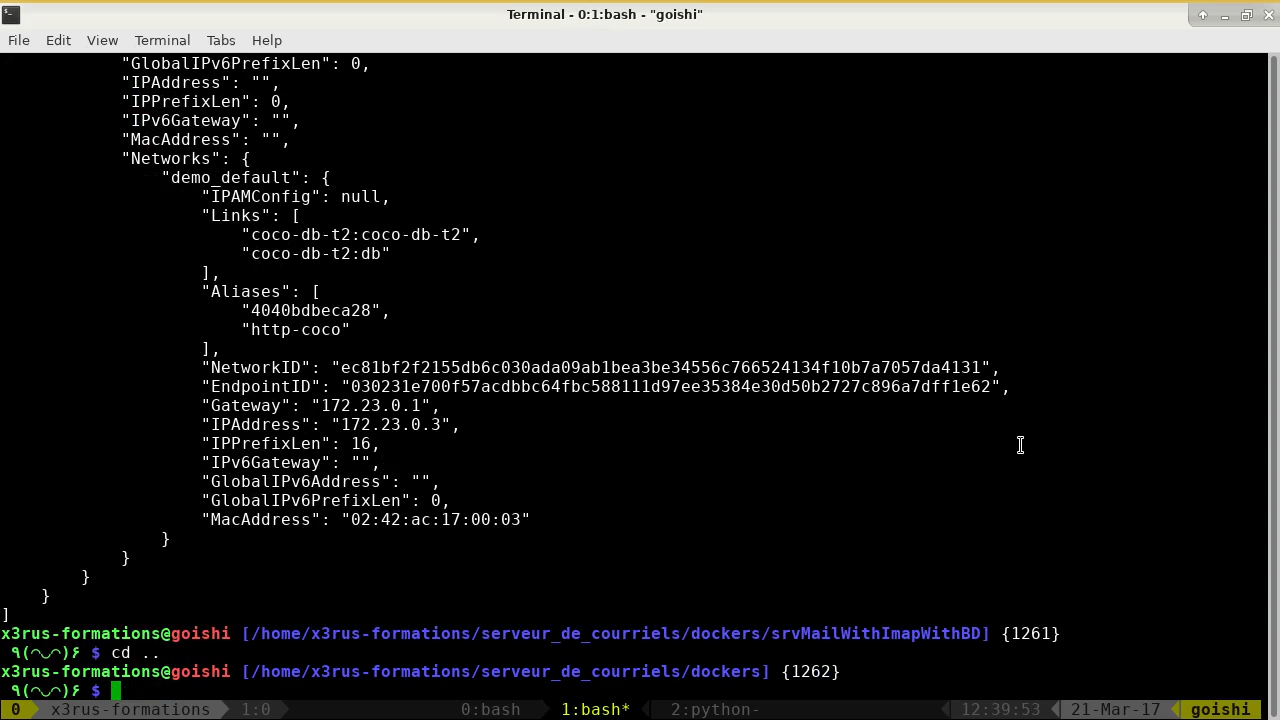 Terminal - 0:1:bash - "goishi"
File Edit View Terminal Tabs Help
"GlobalIPv6PrefixLen": 0,
"IPAddress": "",
"IPPrefixLen": 0,
"IPv6Gateway": "",
"MacAddress": "",
"Networks": {
"demo_default": {
"IPAMConfig": null,
"Links": [
"coco-db-t2:coco-db-t2",
"coco-db-t2:db"
],
"Aliases": [
"4040bdbeca28",
"http-coco"
],
"NetworkID": "ec81bf2f2155db6c030ada09ab1bea3be34556c766524134f10b7a7057da4131",
"EndpointID": "030231e700f57acdbbc64fbc588111d97ee35384e30d50b2727c896a7dff1e62",
"Gateway": "172.23.0.1",
"IPAddress": "172.23.0.3",
"IPPrefixLen": 16,
"IPv6Gateway": "",
"GlobalIPv6Address": "",
"GlobalIPv6PrefixLen": 0,
"MacAddress": "02:42:ac:17:00:03"
}
}
}
}
]
x3rus-formations@goishi [/home/x3rus-formations/serveur_de_courriels/dockers/srvMailWithImapWithBD] {1261}
٩(◠◡◠)۶ $ cd ..
x3rus-formations@goishi [/home/x3rus-formations/serveur_de_courriels/dockers] {1262}
٩(◠◡◠)۶ $
0 x3rus-formations 1:0 0:bash 1:bash* 2:python- 12:39:53 21-Mar-17 goishi